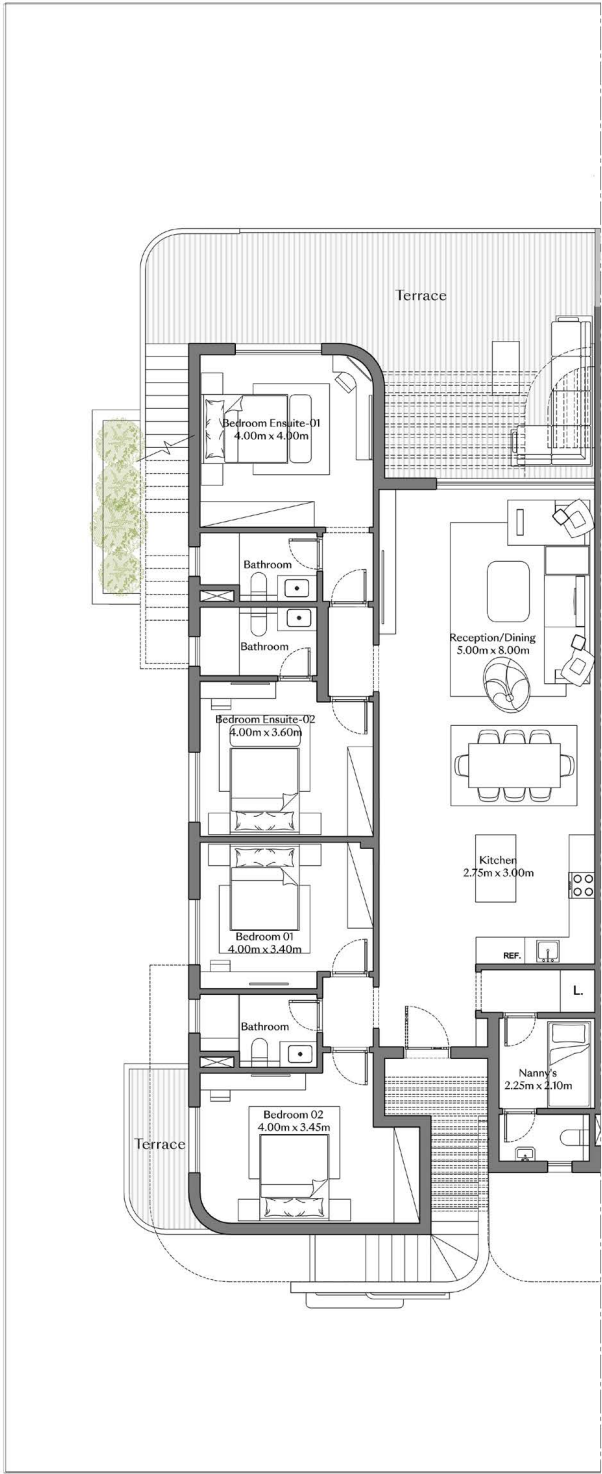 Terrace
Bedroom Ensuite-01
4.00m x 4.00m
Bathroom
Bathroom
Reception/Dining
5.00m x 8.00m
Bedroom Ensuite-02
4.00m x 3.60m
Kitchen
2.75m x 3.00m
Bedroom 01
4.00m x 3.40m
REF.
L.
Bathroom
Nanny's
2.25m x 2.10m
Bedroom 02
4.00m x 3.45m
Terrace